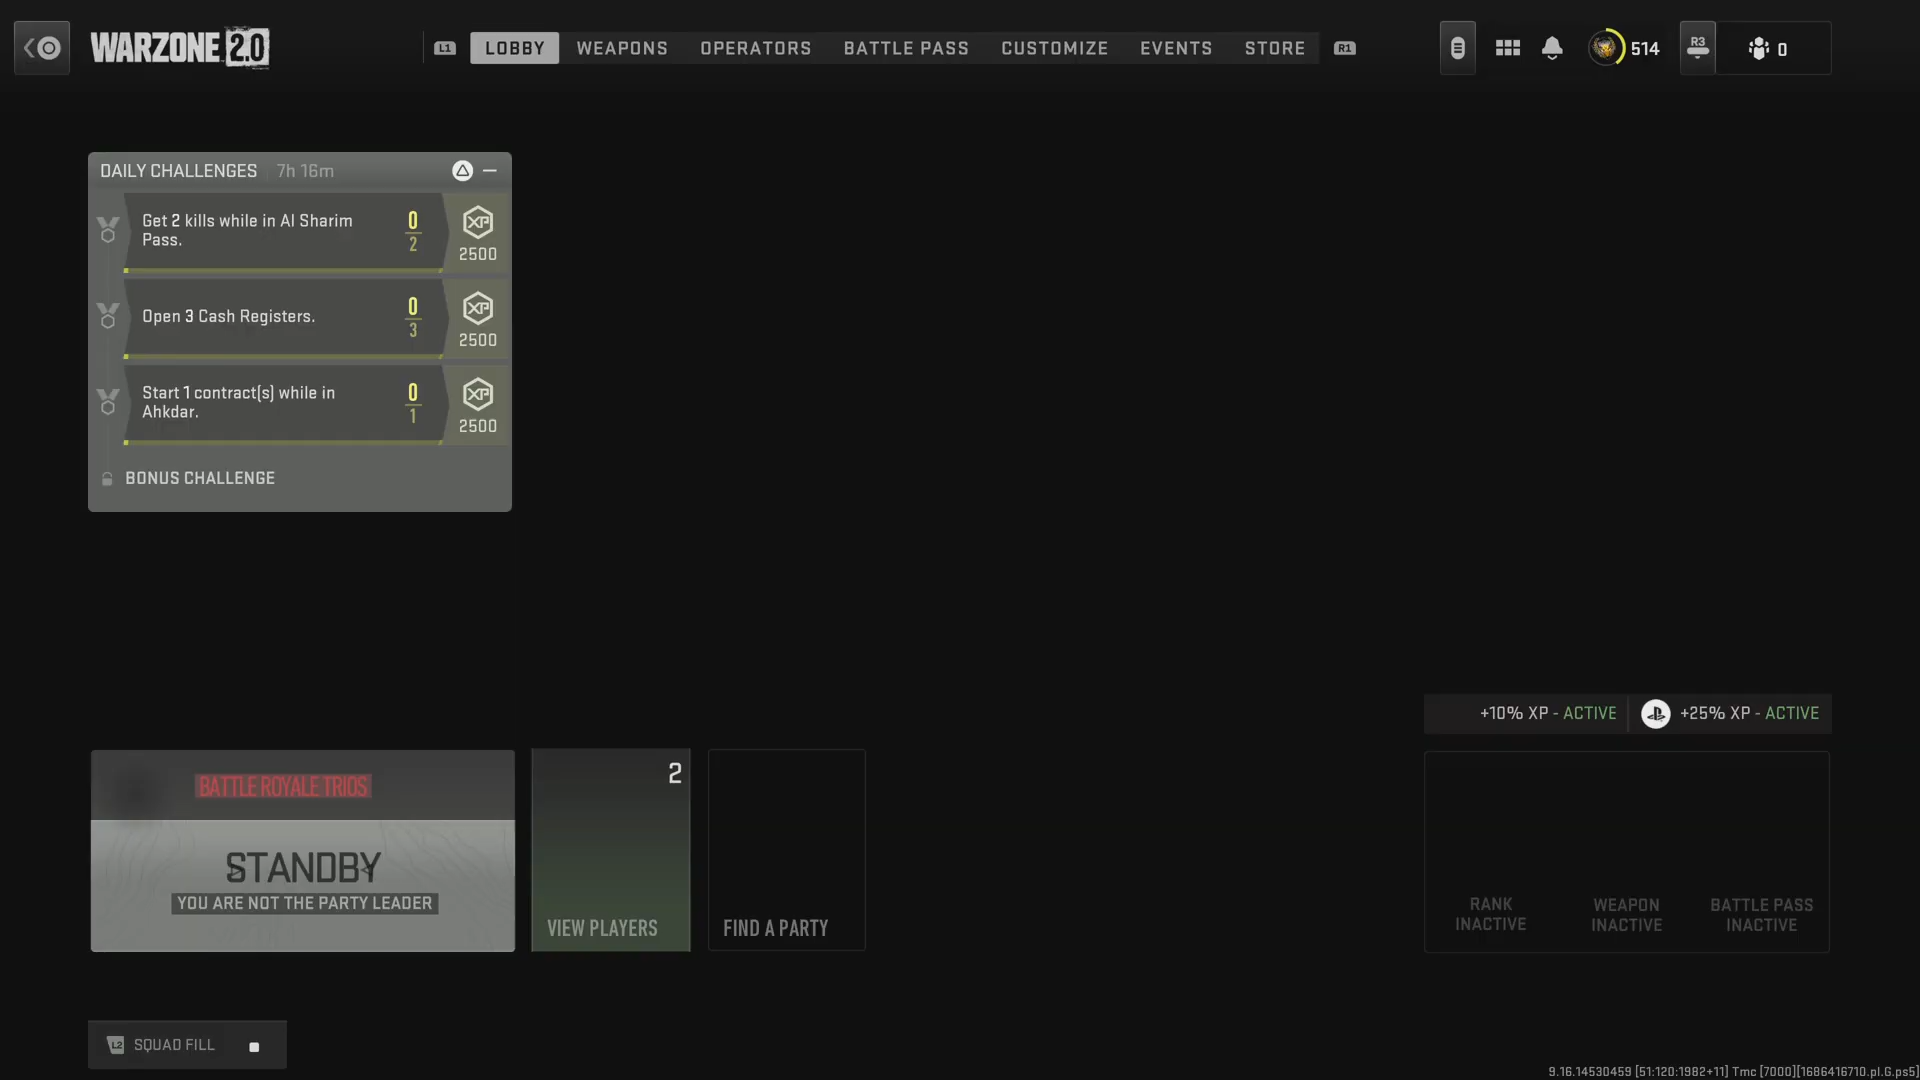 WARZONE 2.0
L1 LOBBY WEAPONS OPERATORS BATTLE PASS CUSTOMIZE EVENTS STORE R1
514
R3
0
DAILY CHALLENGES 7h 16m
Get 2 kills while in Al Sharim
Pass.
0
2
XP
2500
Open 3 Cash Registers.
0
3
XP
2500
Start 1 contract(s) while in
Ahkdar.
0
1
XP
2500
BONUS CHALLENGE
+10% XP - ACTIVE
+25% XP - ACTIVE
BATTLE ROYALE TRIOS
STANDBY
YOU ARE NOT THE PARTY LEADER
2
VIEW PLAYERS
FIND A PARTY
RANK
INACTIVE
WEAPON
INACTIVE
BATTLE PASS
INACTIVE
L2 SQUAD FILL
9.16.14530459 [51:120:1982+11] Tmc [7000][1686416710.pl.G.ps5]